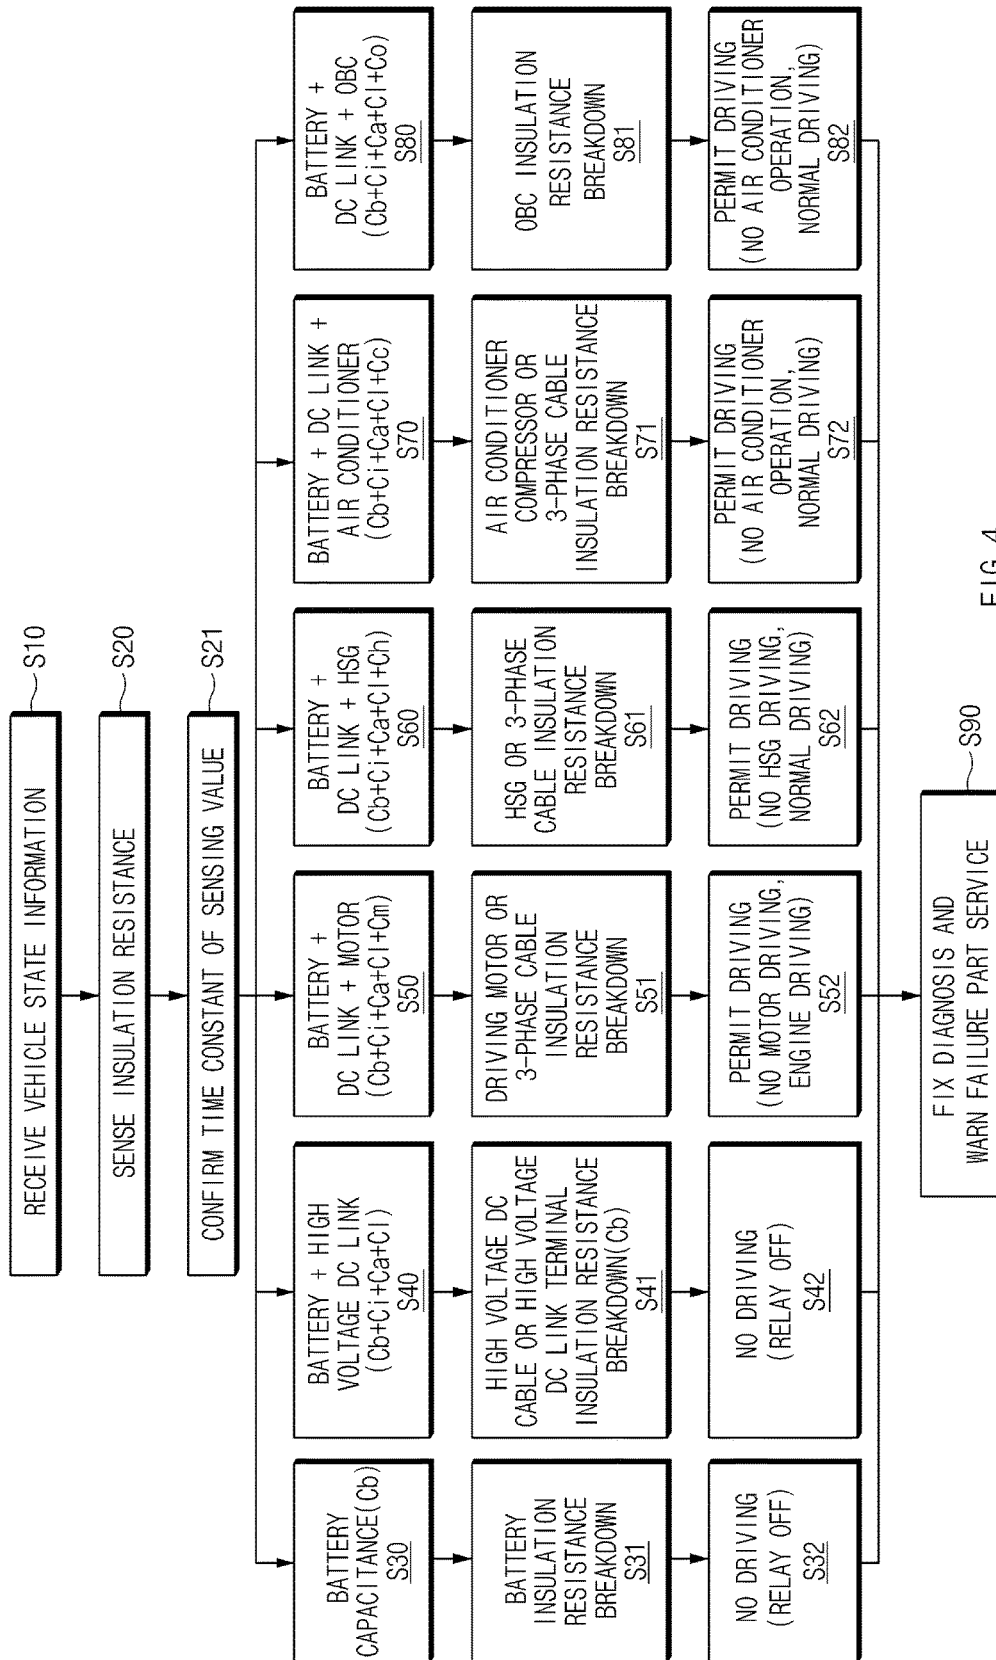 RECEIVE VEHICLE STATE INFORMATION
S10
SENSE INSULATION RESISTANCE
S20
CONFIRM TIME CONSTANT OF SENSING VALUE
S21
BATTERY
CAPACITANCE(Cb)
S30
BATTERY + HIGH
VOLTAGE DC LINK
(Cb+Ci+Ca+Cl)
S40
BATTERY +
DC LINK + MOTOR
(Cb+Ci+Ca+Cl+Cm)
S50
BATTERY +
DC LINK + HSG
(Cb+Ci+Ca+Cl+Ch)
S60
BATTERY + DC LINK +
AIR CONDITIONER
(Cb+Ci+Ca+Cl+Cc)
S70
BATTERY +
DC LINK + OBC
(Cb+Ci+Ca+Cl+Co)
S80
BATTERY
INSULATION
RESISTANCE
BREAKDOWN
S31
HIGH VOLTAGE DC
CABLE OR HIGH VOLTAGE
DC LINK TERMINAL
INSULATION RESISTANCE
BREAKDOWN(Cb)
S41
DRIVING MOTOR OR
3-PHASE CABLE
INSULATION
RESISTANCE
BREAKDOWN
S51
HSG OR 3-PHASE
CABLE INSULATION
RESISTANCE
BREAKDOWN
S61
AIR CONDITIONER
COMPRESSOR OR
3-PHASE CABLE
INSULATION RESISTANCE
BREAKDOWN
S71
OBC INSULATION
RESISTANCE
BREAKDOWN
S81
NO DRIVING
(RELAY OFF)
S32
NO DRIVING
(RELAY OFF)
S42
PERMIT DRIVING
(NO MOTOR DRIVING,
ENGINE DRIVING)
S52
PERMIT DRIVING
(NO HSG DRIVING,
NORMAL DRIVING)
S62
PERMIT DRIVING
(NO AIR CONDITIONER
OPERATION,
NORMAL DRIVING)
S72
PERMIT DRIVING
(NO AIR CONDITIONER
OPERATION,
NORMAL DRIVING)
S82
FIX DIAGNOSIS AND
WARN FAILURE PART SERVICE
S90
FIG. 4